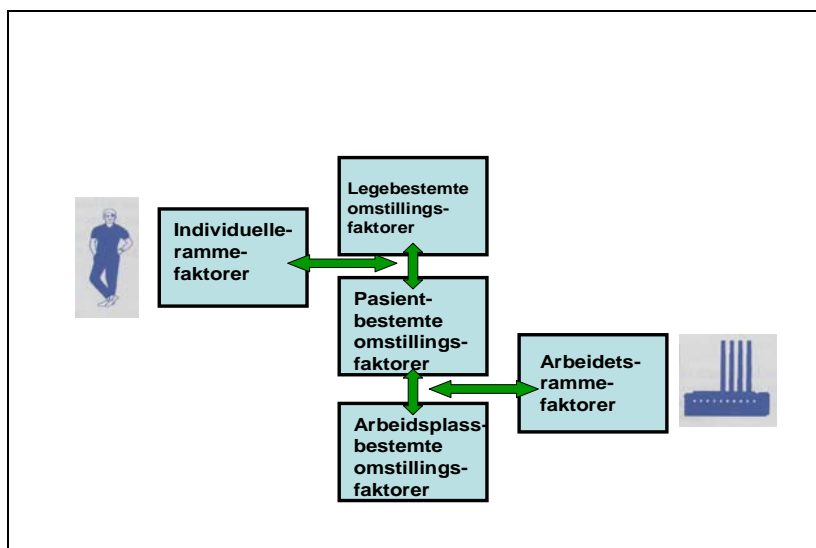 Legebestemte
omstillings-
faktorer
Individuelle-
ramme-
faktorer
Pasient-
bestemte
omstillings-
faktorer
Arbeidets-
ramme-
faktorer
Arbeidsplass-
bestemte
omstillings-
faktorer